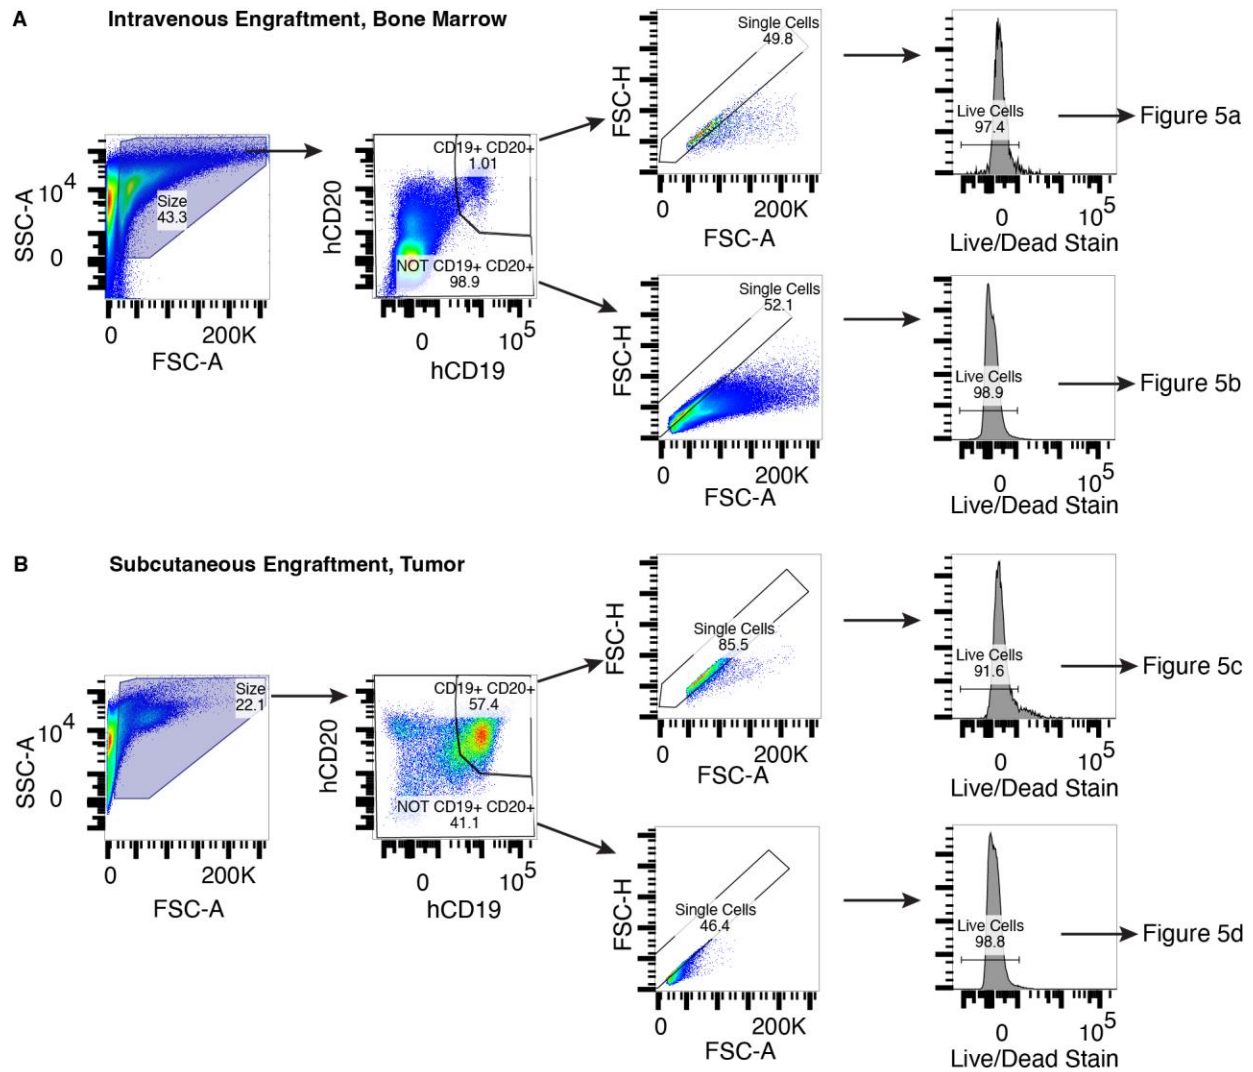 A Intravenous Engraftment, Bone Marrow
SSC-A
10^4
0
Size
43.3
0 200K
FSC-A
hCD20
CD19+ CD20+
1.01
NOT CD19+ CD20+
98.9
0 10^5
hCD19
FSC-H
Single Cells
49.8
0 200K
FSC-A
Live Cells
97.4
0 10^5
Live/Dead Stain
Figure 5a
FSC-H
Single Cells
52.1
0 200K
FSC-A
Live Cells
98.9
0 10^5
Live/Dead Stain
Figure 5b
B Subcutaneous Engraftment, Tumor
SSC-A
10^4
0
Size
22.1
0 200K
FSC-A
hCD20
CD19+ CD20+
57.4
NOT CD19+ CD20+
41.1
0 10^5
hCD19
FSC-H
Single Cells
85.5
0 200K
FSC-A
Live Cells
91.6
0 10^5
Live/Dead Stain
Figure 5c
FSC-H
Single Cells
46.4
0 200K
FSC-A
Live Cells
98.8
0 10^5
Live/Dead Stain
Figure 5d